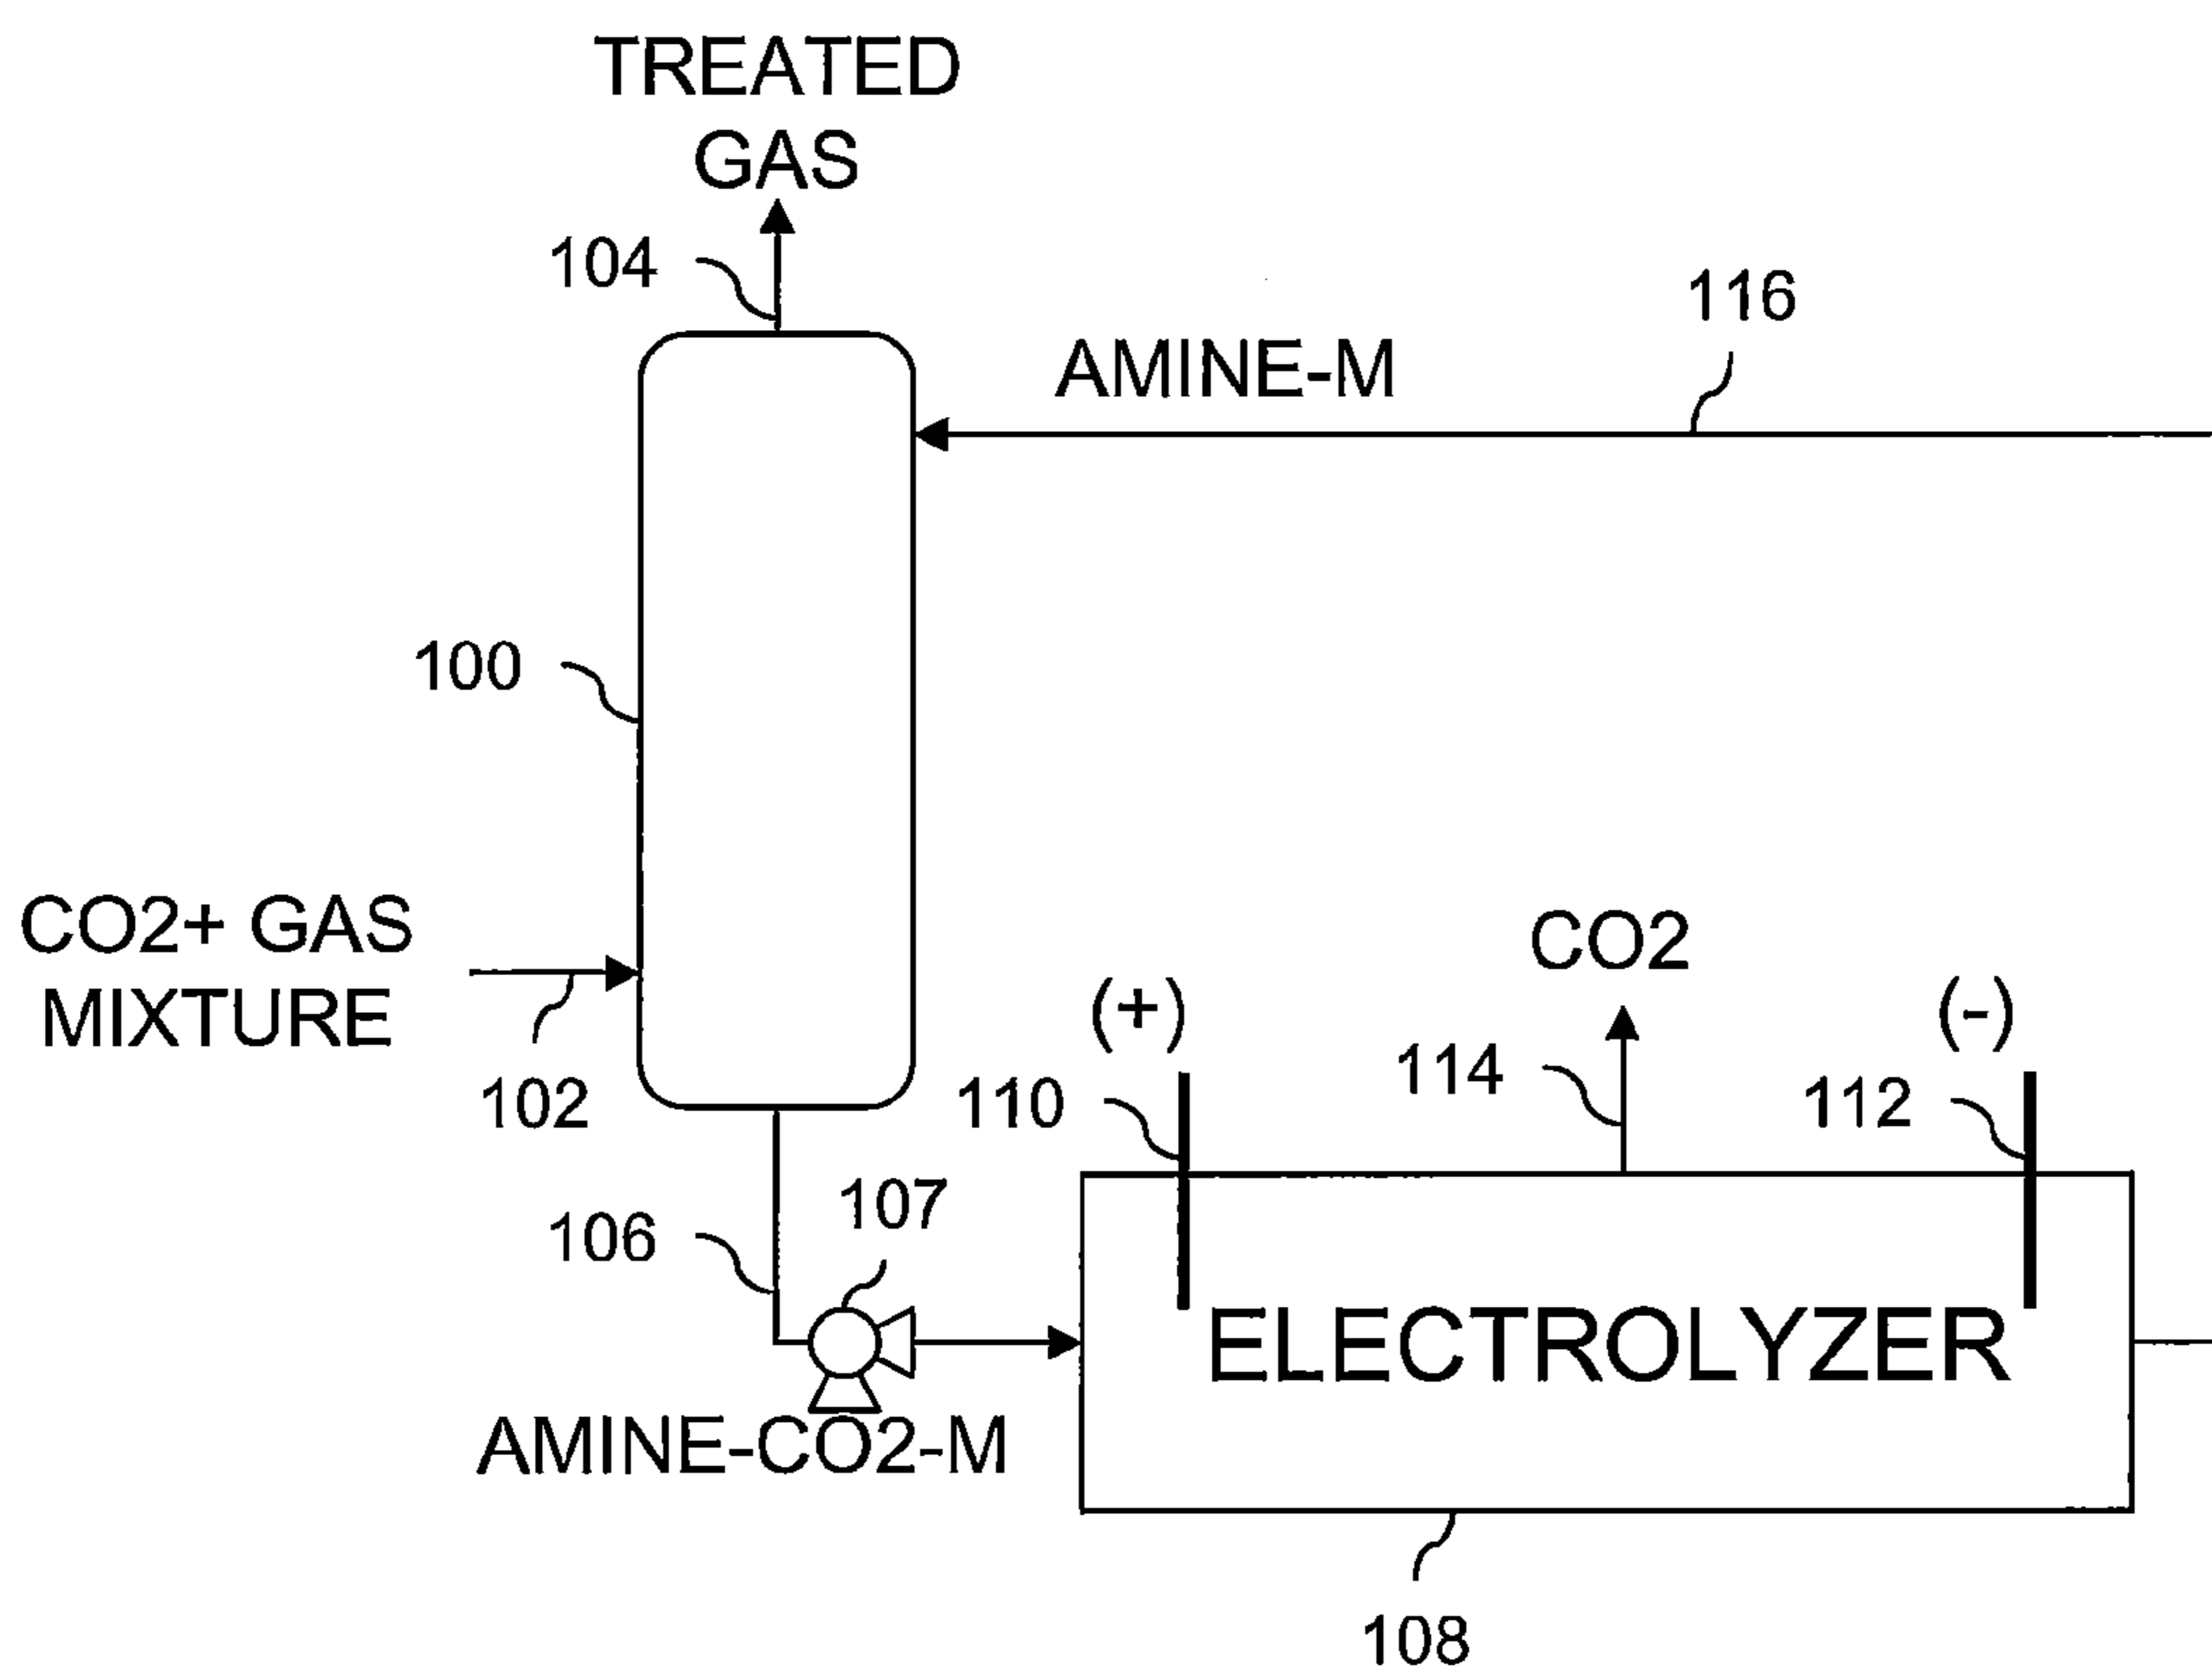 TREATED
GAS
104
116
AMINE-M
100
CO2+ GAS
MIXTURE
102
CO2
(+)
(-)
114
110
112
107
106
ELECTROLYZER
AMINE-CO2-M
108